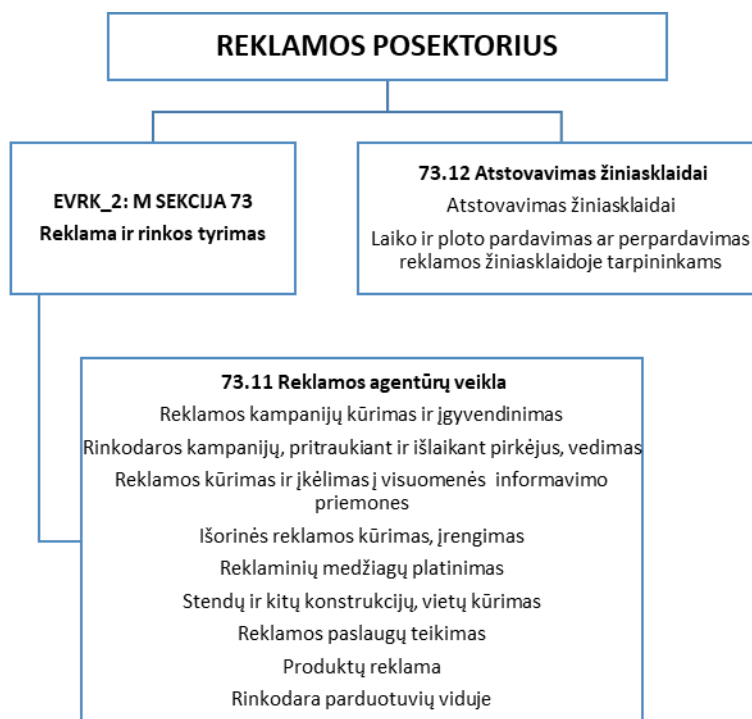 REKLAMOS POSEKTORIUS
EVRK_2: M SEKCIJA 73
Reklama ir rinkos tyrimas
73.12 Atstovavimas žiniasklaidai
Atstovavimas žiniasklaidai
Laiko ir ploto pardavimas ar perpardavimas
reklamos žiniasklaidoje tarpininkams
73.11 Reklamos agentūrų veikla
Reklamos kampanijų kūrimas ir įgyvendinimas
Rinkodaros kampanijų, pritraukiant ir išlaikant pirkėjus, vedimas
Reklamos kūrimas ir įkėlimas į visuomenės informavimo
priemones
Išorinės reklamos kūrimas, įrengimas
Reklaminių medžiagų platinimas
Stendų ir kitų konstrukcijų, vietų kūrimas
Reklamos paslaugų teikimas
Produktų reklama
Rinkodara parduotuvių viduje